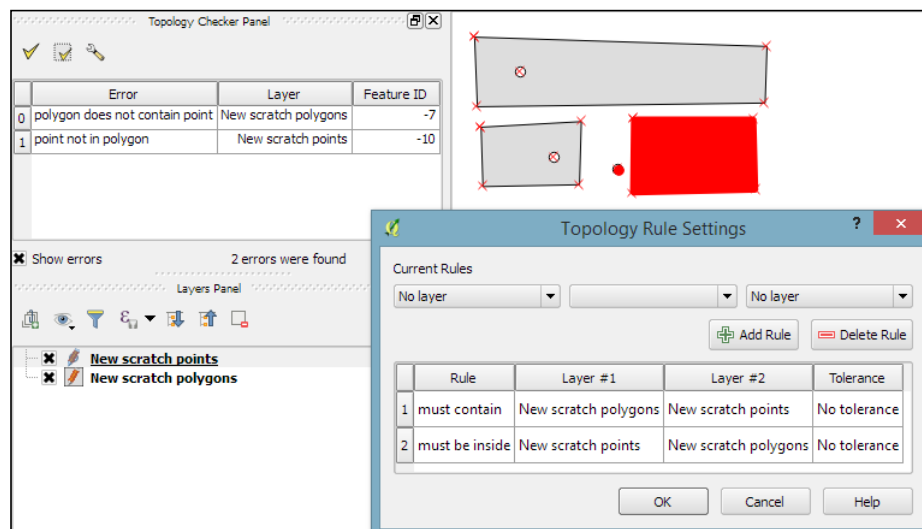 Topology Checker Panel
Error Layer Feature ID
0 polygon does not contain point New scratch polygons -7
1 point not in polygon New scratch points -10
Show errors 2 errors were found
Layers Panel
New scratch points
New scratch polygons
Topology Rule Settings ?
Current Rules
No layer No layer
Add Rule Delete Rule
Rule Layer #1 Layer #2 Tolerance
1 must contain New scratch polygons New scratch points No tolerance
2 must be inside New scratch points New scratch polygons No tolerance
OK Cancel Help